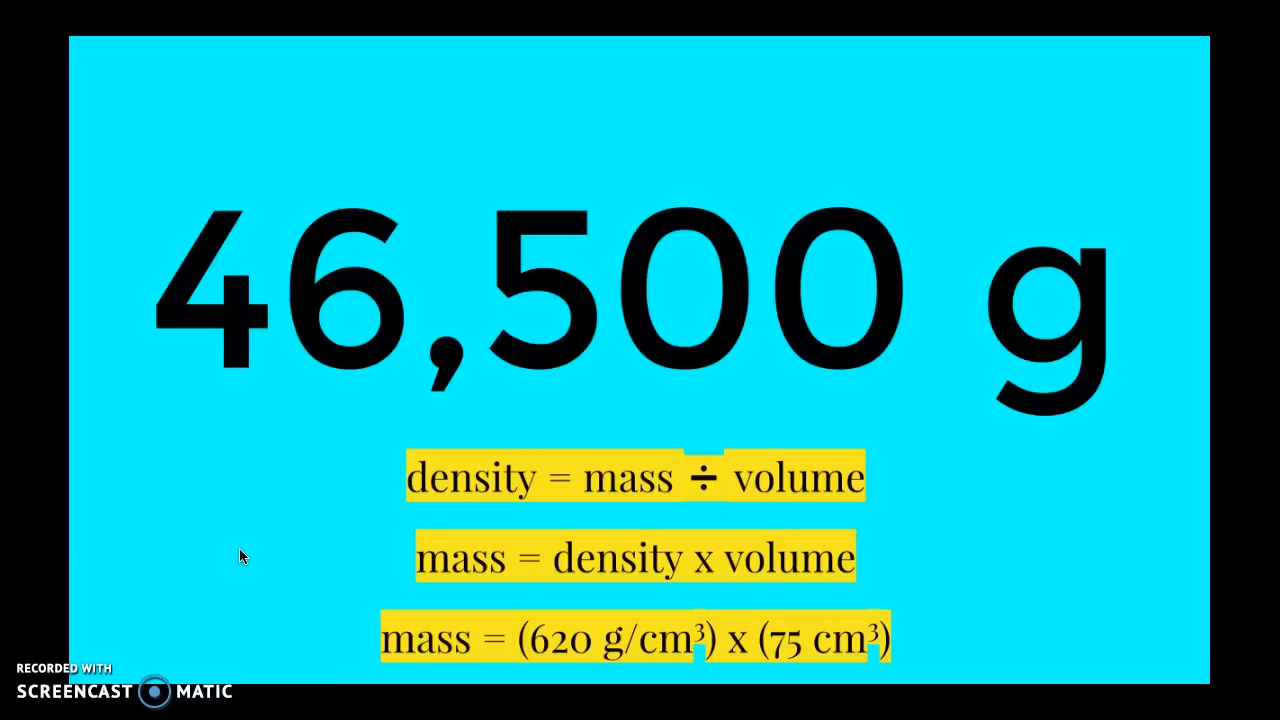 46,500 g
density = mass ÷ volume
mass = density x volume
mass = (620 g/cm³) x (75 cm³)
RECORDED WITH
SCREENCAST MATIC